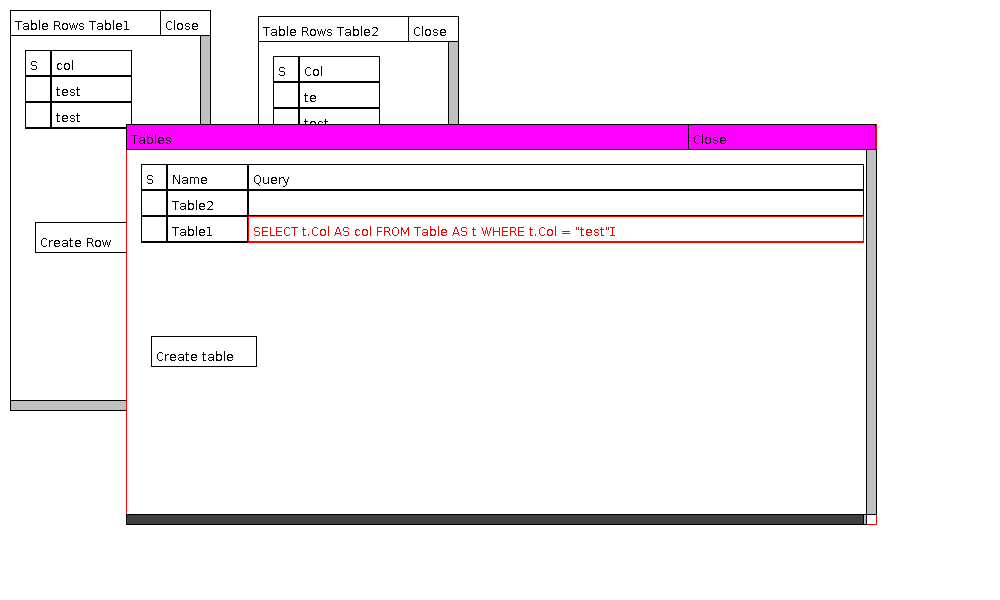 Table Rows Table1 Close
S col
test
test
Create Row
Table Rows Table2 Close
S Col
te
test
Tables Close
S Name Query
Table2
Table1 SELECT t.Col AS col FROM Table AS t WHERE t.Col = "test"
Create table